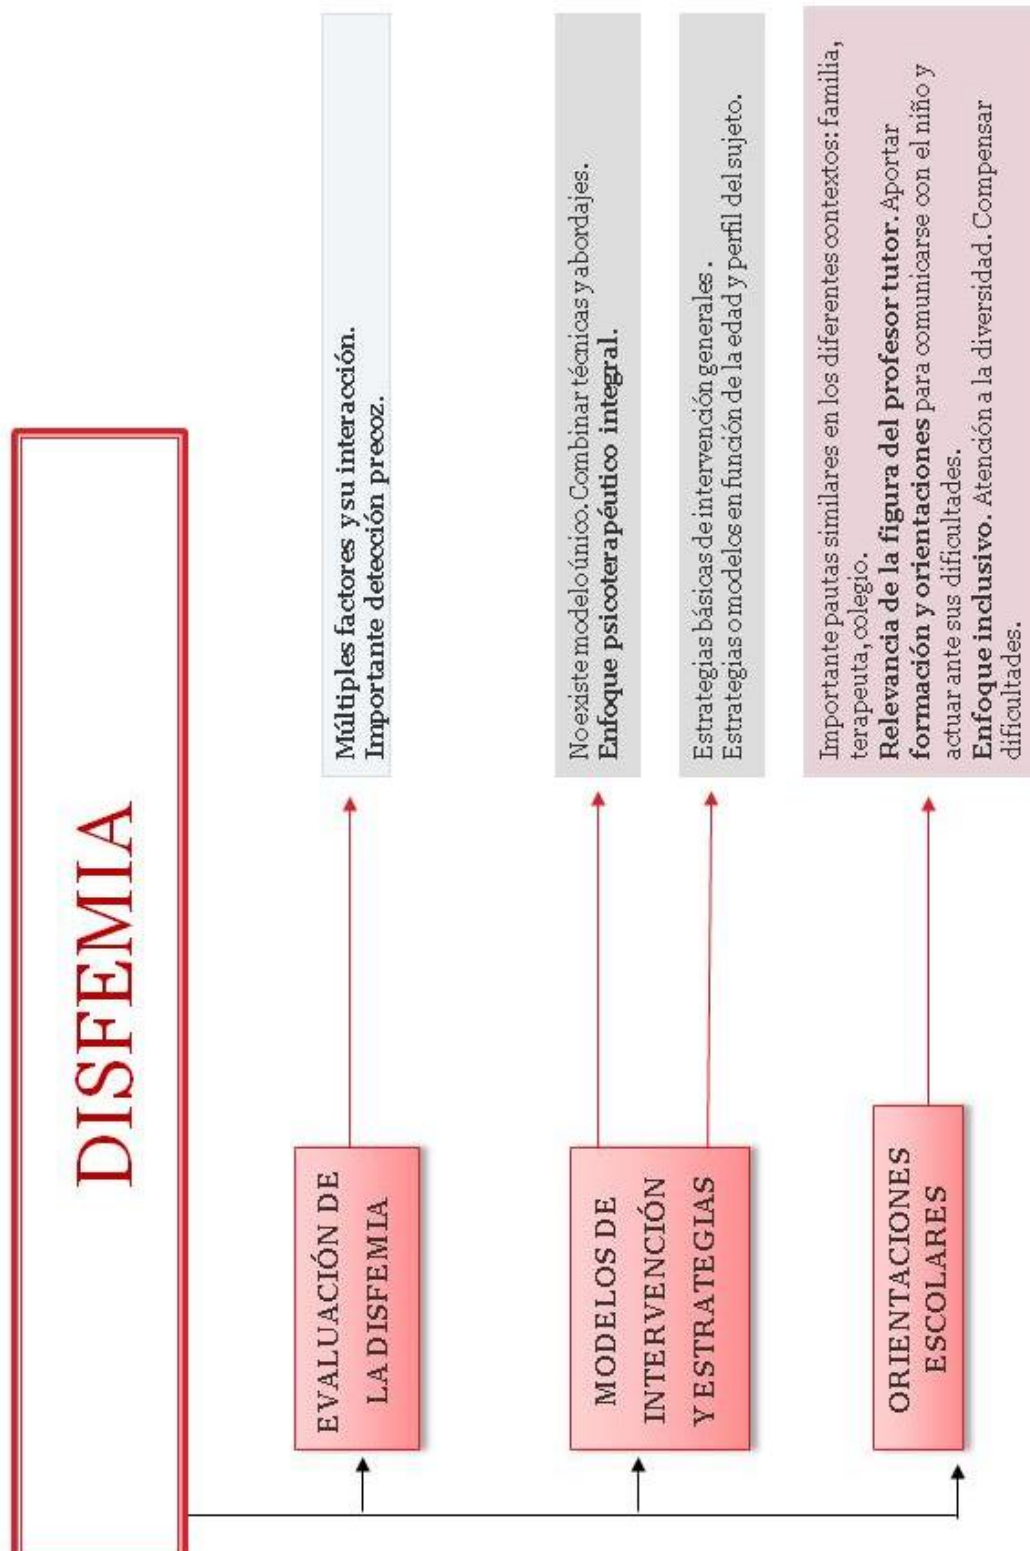 DISFEMIA
EVALUACIÓN DE
LA DISFEMIA
Múltiples factores y su interacción.
Importante detección precoz.
MODELOS DE
INTERVENCIÓN
Y ESTRATEGIAS
No existe modelo único. Combinar técnicas y abordajes.
Enfoque psicoterapéutico integral.
Estrategias básicas de intervención generales.
Estrategias o modelos en función de la edad y perfil del sujeto.
ORIENTACIONES
ESCOLARES
Importante pautas similares en los diferentes contextos: familia,
terapeuta, colegio.
Relevancia de la figura del profesor tutor. Aportar
formación y orientaciones para comunicarse con el niño y
actuar ante sus dificultades.
Enfoque inclusivo. Atención a la diversidad. Compensar
dificultades.